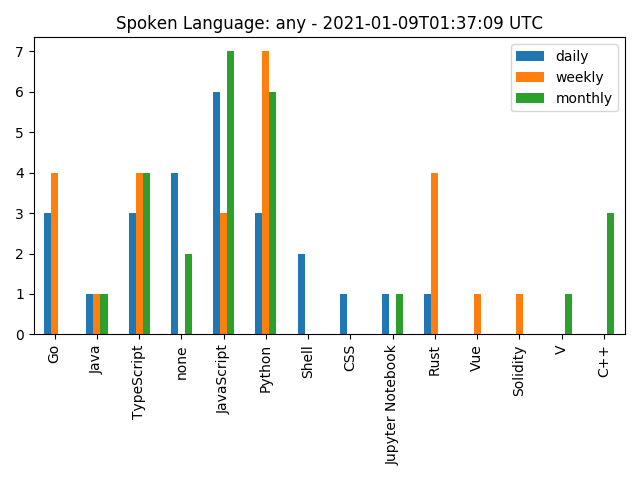 Spoken Language: any - 2021-01-09T01:37:09 UTC
daily
weekly
monthly
7
6
5
4
3
2
1
0
Go
Java
TypeScript
none
JavaScript
Python
Shell
CSS
Jupyter Notebook
Rust
Vue
Solidity
V
C++